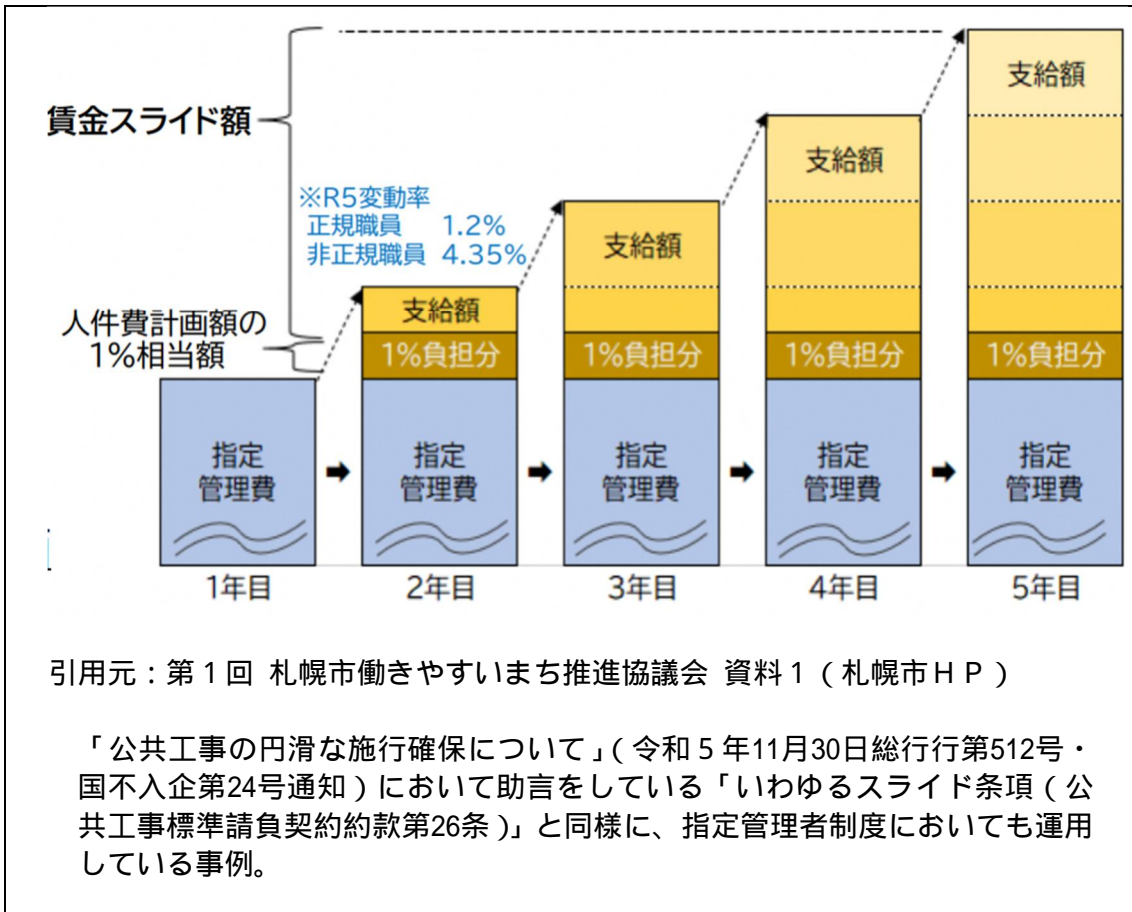 支給額
賃金スライド額
支給額
※R5変動率
正規職員 1.2%
非正規職員 4.35%
支給額
支給額
人件費計画額の
1%相当額
1%負担分
1%負担分
1%負担分
1%負担分
指定
管理費
指定
管理費
指定
管理費
指定
管理費
指定
管理費
1年目
2年目
3年目
4年目
5年目
引用元：第１回 札幌市働きやすいまち推進協議会 資料１（札幌市ＨＰ）
「公共工事の円滑な施行確保について」（令和５年11月30日総行行第512号・
国不入企第24号通知）において助言をしている「いわゆるスライド条項（公
共工事標準請負契約約款第26条）」と同様に、指定管理者制度においても運用
している事例。